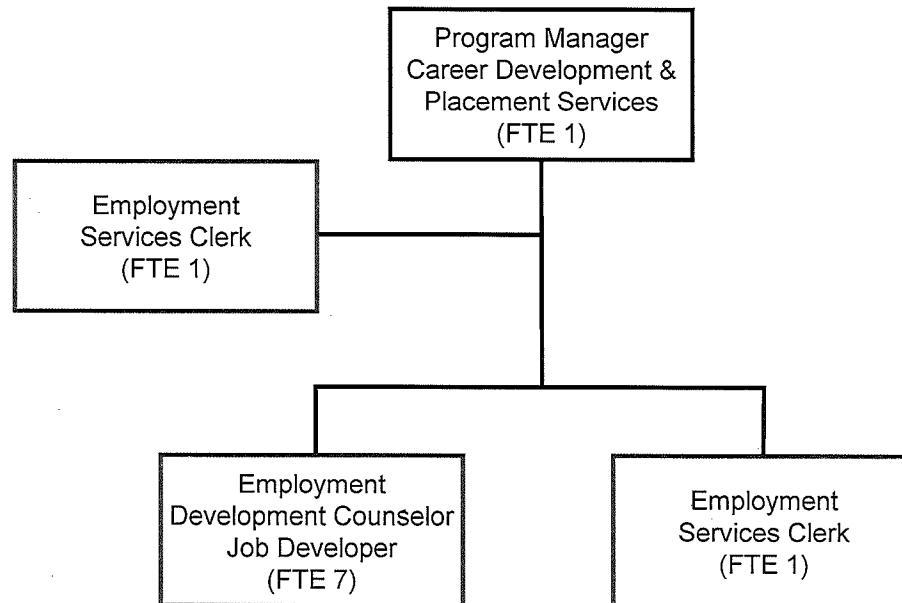 Program Manager
Career Development &
Placement Services
(FTE 1)
Employment
Services Clerk
(FTE 1)
Employment
Development Counselor
Job Developer
(FTE 7)
Employment
Services Clerk
(FTE 1)